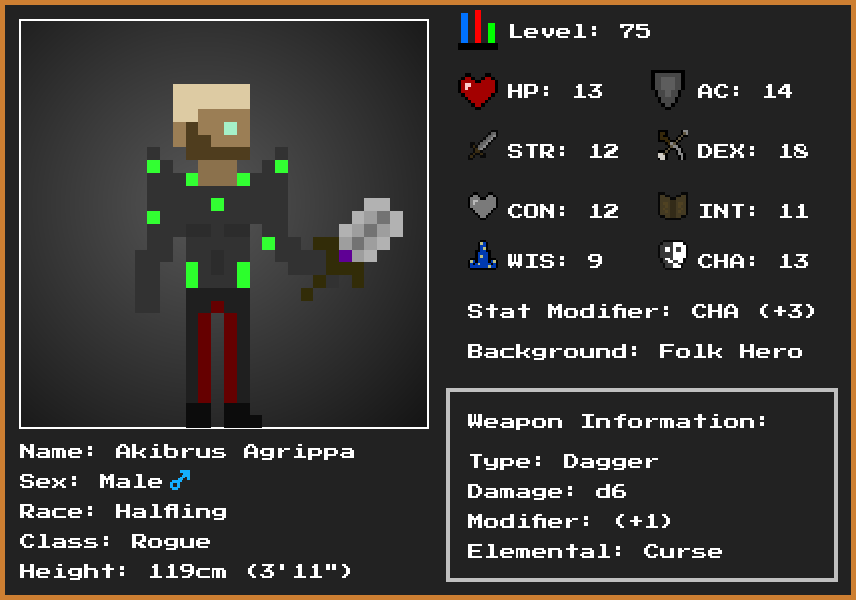 Level: 75
HP: 13
AC: 14
STR: 12
DEX: 18
CON: 12
INT: 11
WIS: 9
CHA: 13
Stat Modifier: CHA (+3)
Background: Folk Hero
Weapon Information:
Type: Dagger
Damage: d6
Modifier: (+1)
Elemental: Curse
Name: Akibrus Agrippa
Sex: Male♂
Race: Halfling
Class: Rogue
Height: 119cm (3'11")